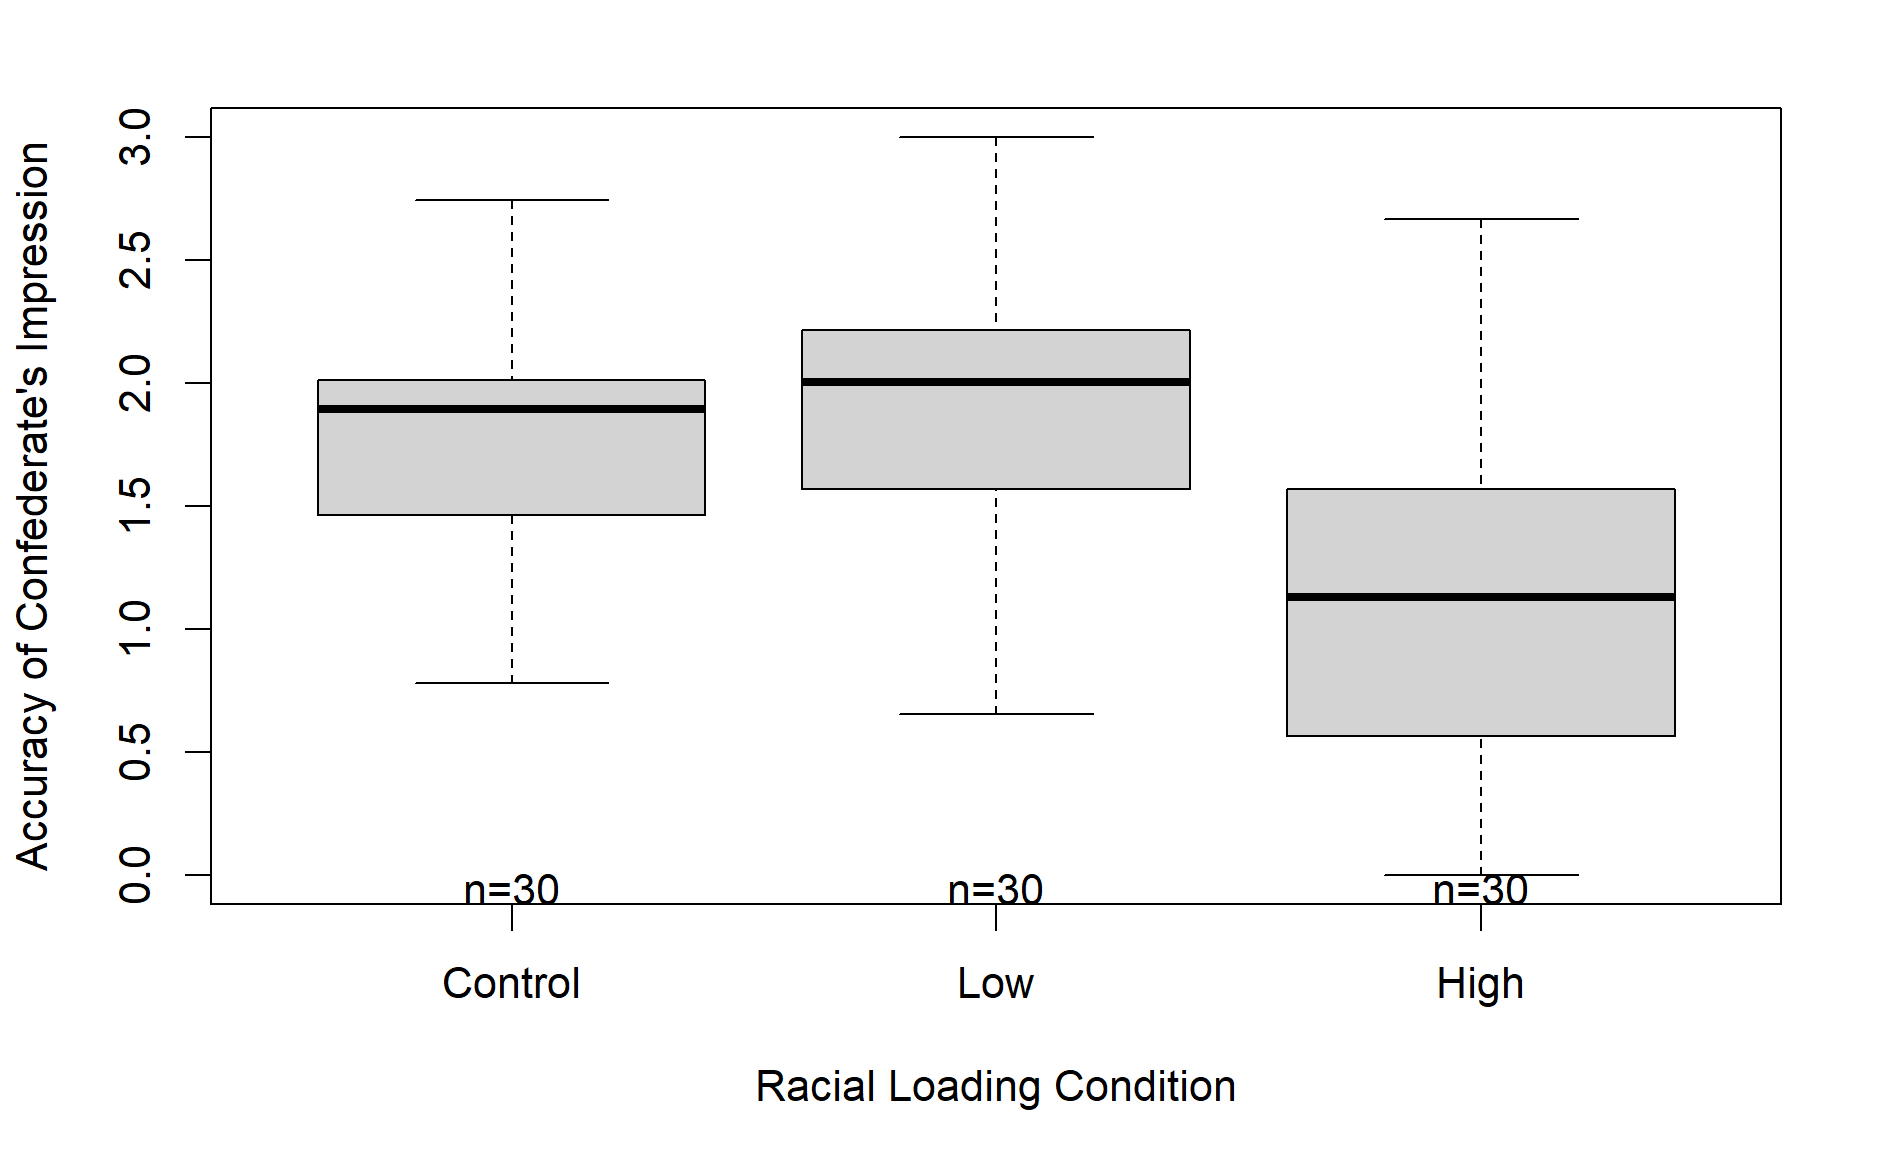 Accuracy of Confederate's Impression
3.0
2.5
2.0
1.5
1.0
0.5
0.0
n=30 n=30 n=30
Control Low High
Racial Loading Condition